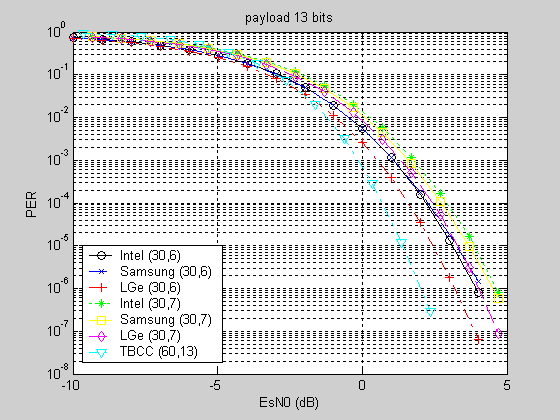 payload 13 bits
10^0
10^-1
10^-2
10^-3
10^-4
10^-5
10^-6
10^-7
10^-8
PER
Intel (30,6)
Samsung (30,6)
LGe (30,6)
Intel (30,7)
Samsung (30,7)
LGe (30,7)
TBCC (60,13)
-10 -5 0 5
EsN0 (dB)